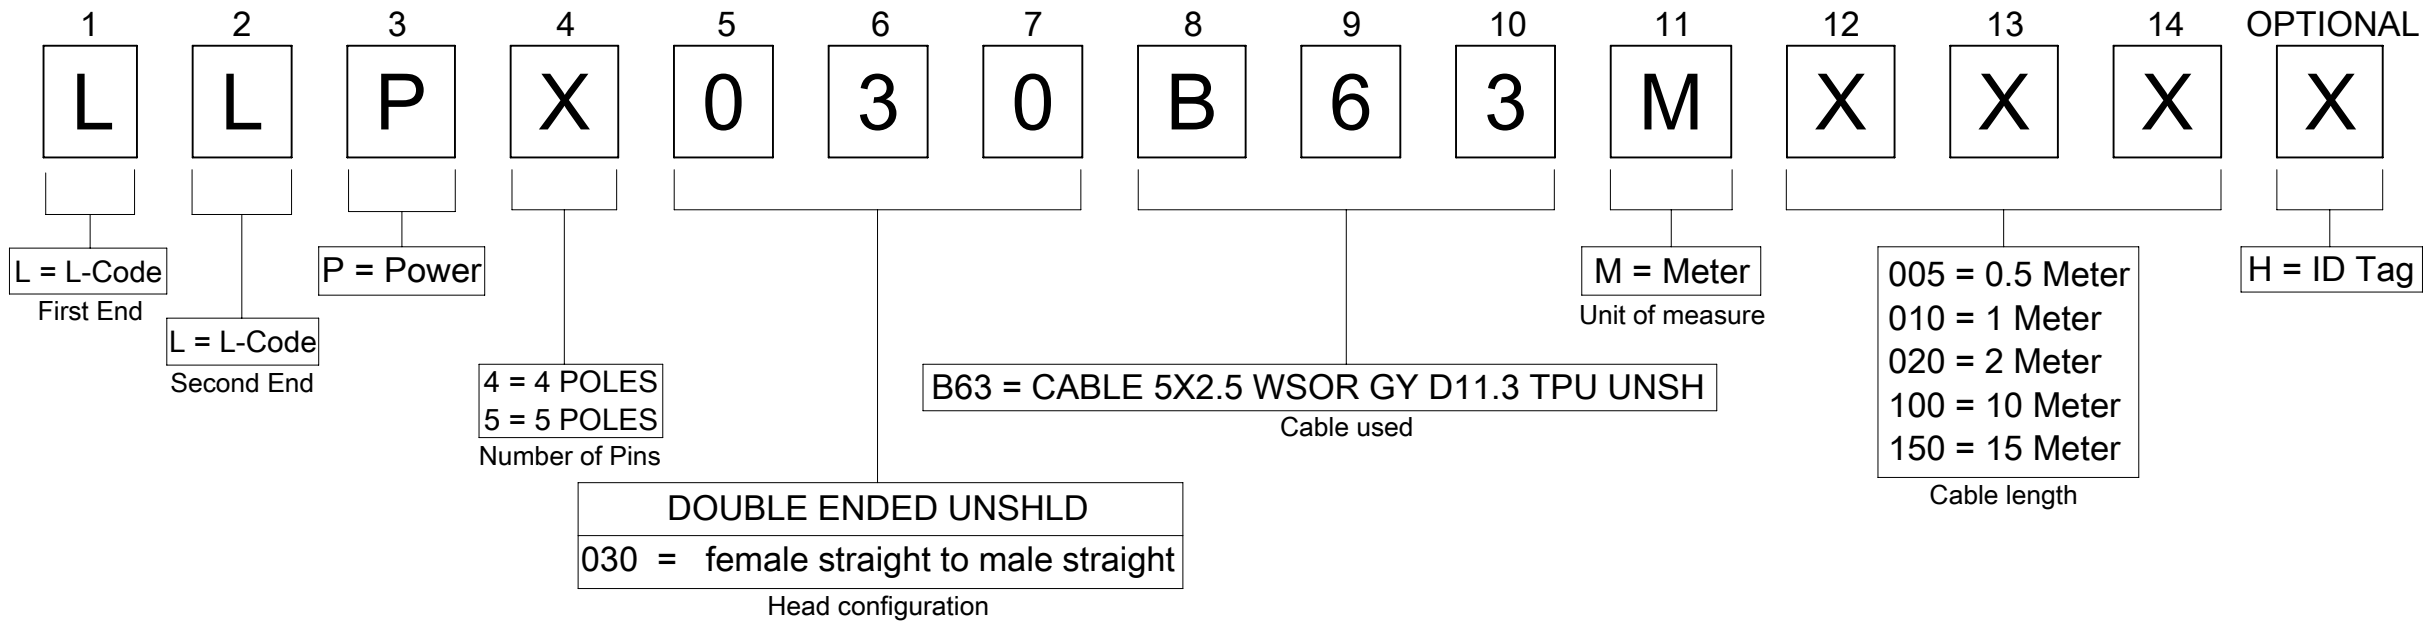 1 2 3 4 5 6 7 8 9 10 11 12 13 14 OPTIONAL
L L P X 0 3 0 B 6 3 M X X X X
L = L-Code
First End
L = L-Code
Second End
P = Power
4 = 4 POLES
5 = 5 POLES
Number of Pins
DOUBLE ENDED UNSHLD
030 = female straight to male straight
Head configuration
B63 = CABLE 5X2.5 WSOR GY D11.3 TPU UNSH
Cable used
M = Meter
Unit of measure
005 = 0.5 Meter
010 = 1 Meter
020 = 2 Meter
100 = 10 Meter
150 = 15 Meter
Cable length
H = ID Tag